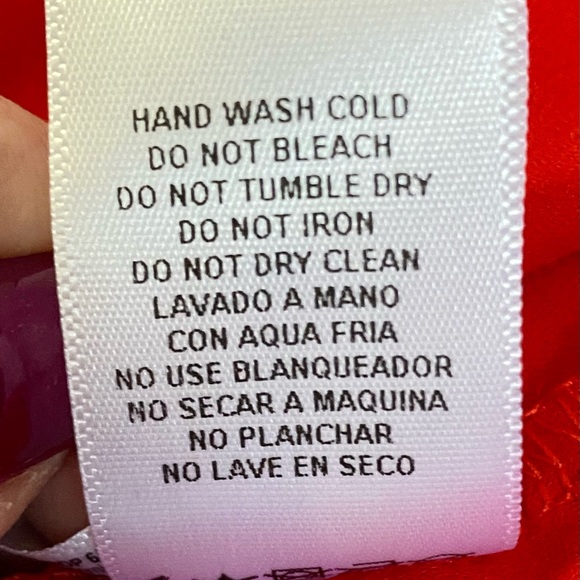 HAND WASH COLD
DO NOT BLEACH
DO NOT TUMBLE DRY
DO NOT IRON
DO NOT DRY CLEAN
LAVADO A MANO
CON AQUA FRIA
NO USE BLANQUEADOR
NO SECAR A MAQUINA
NO PLANCHAR
NO LAVE EN SECO